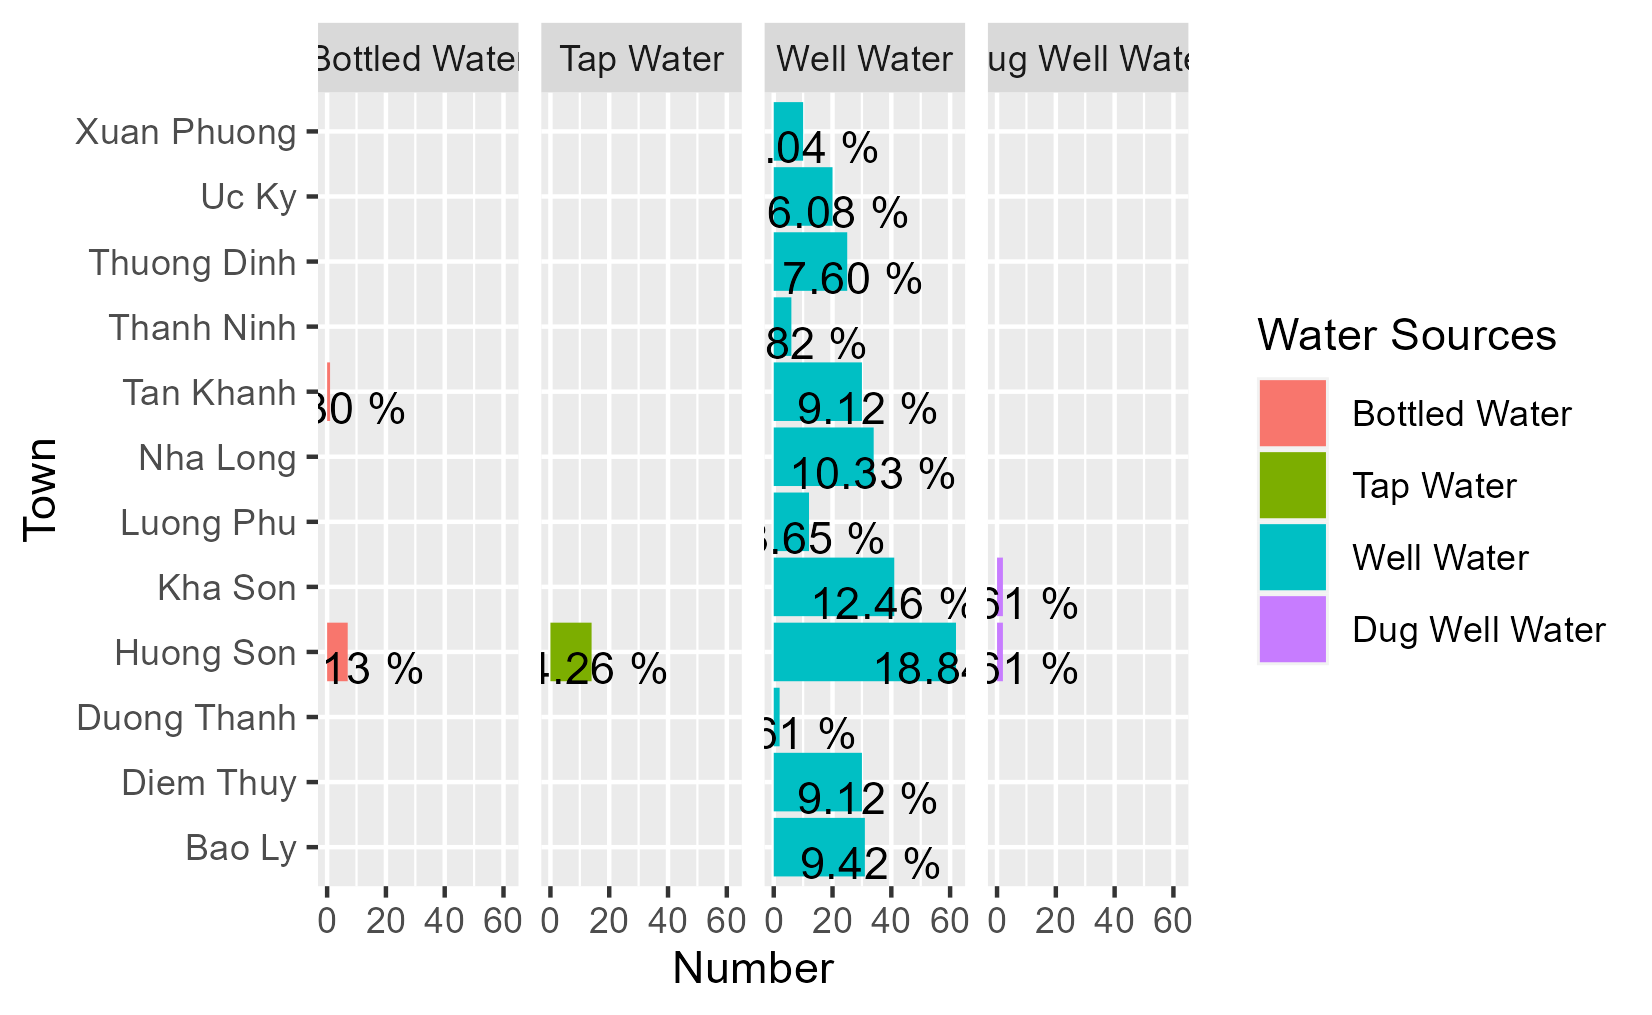 Bottled Water Tap Water Well Water ug Well Wate
Xuan Phuong .04 %
Uc Ky 6.08 %
Thuong Dinh 7.60 %
Thanh Ninh 82 %
Tan Khanh 30 % 9.12 %
Nha Long 10.33 %
Luong Phu 3.65 %
Kha Son 12.46 % 61 %
Huong Son 13 % 4.26 % 18.84 61 %
Duong Thanh 61 %
Diem Thuy 9.12 %
Bao Ly 9.42 %
0 20 40 60 0 20 40 60 0 20 40 60 0 20 40 60
Number
Town
Water Sources
Bottled Water
Tap Water
Well Water
Dug Well Water